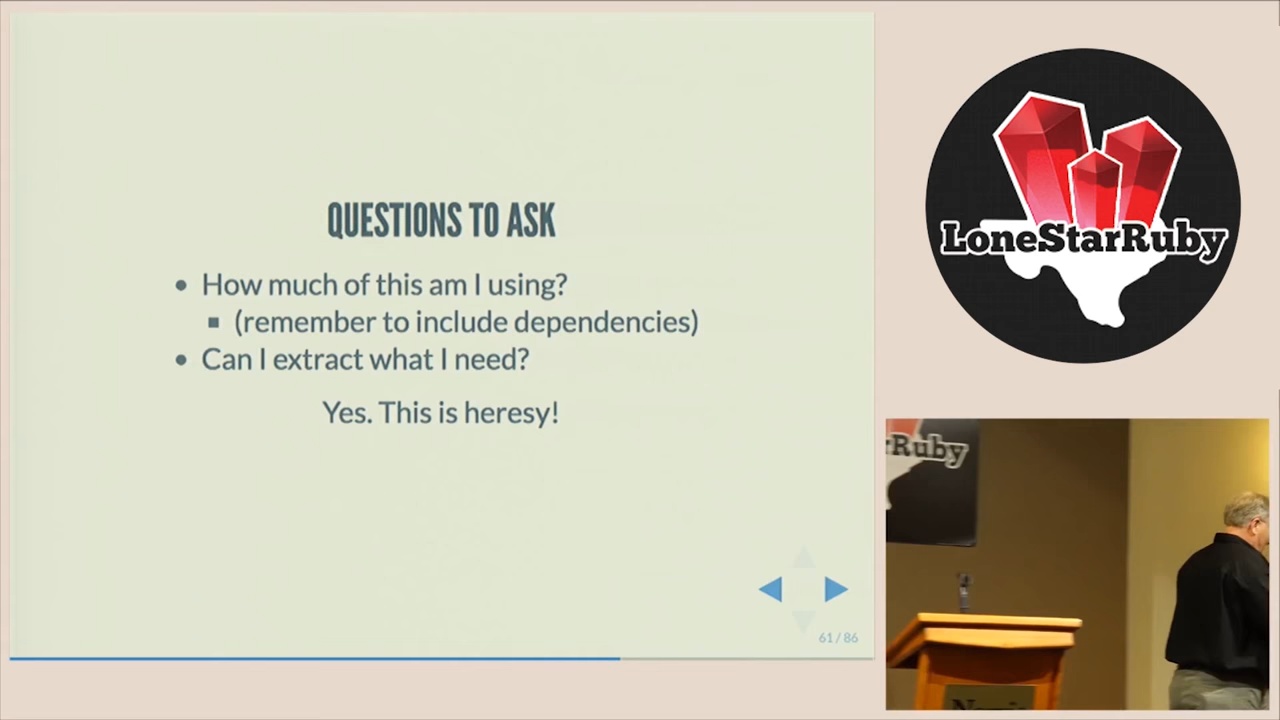 QUESTIONS TO ASK
How much of this am I using?
(remember to include dependencies)
Can I extract what I need?
Yes. This is heresy!
61 / 86
LoneStarRuby
rRuby